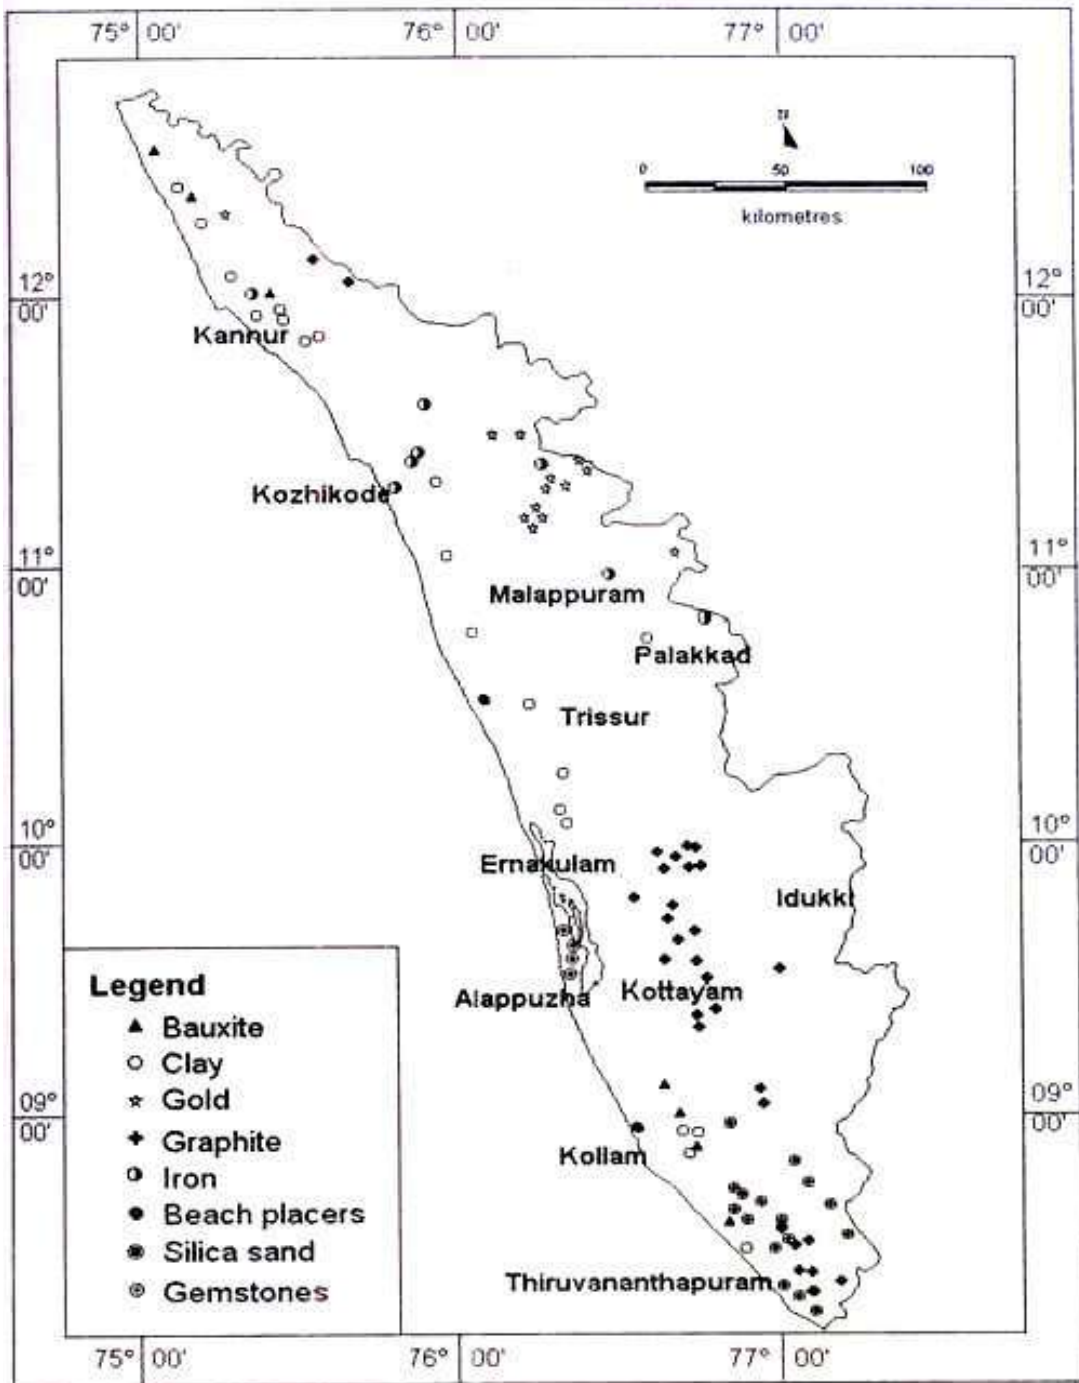 75° 00' 76° 00' 77° 00'
N
0 50 100
kilometres
12° 00' 12° 00'
Kannur
Kozhikode
11° 00' 11° 00'
Malappuram
Palakkad
Trissur
10° 00' 10° 00'
Ernakulam
Idukki
Alappuzha
Kottayam
Legend
Bauxite
Clay
Gold
Graphite
Iron
Beach placers
Silica sand
Gemstones
09° 00' 09° 00'
Kollam
Thiruvananthapuram
75° 00' 76° 00' 77° 00'